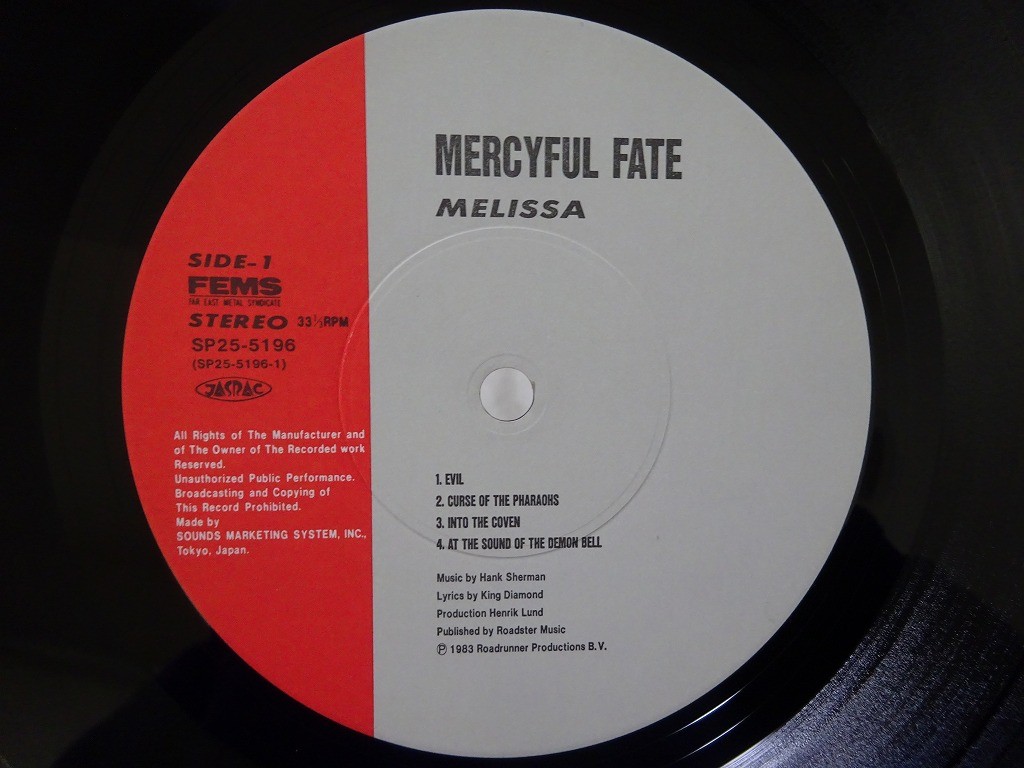 MERCYFUL FATE
MELISSA
SIDE-1
FEMS
FAR EAST METAL SYNDICATE
STEREO 33⅓RPM
SP25-5196
(SP25-5196-1)
JASRAC
All Rights of The Manufacturer and
of The Owner of The Recorded work
Reserved.
Unauthorized Public Performance.
Broadcasting and Copying of
This Record Prohibited.
Made by
SOUNDS MARKETING SYSTEM, INC.,
Tokyo, Japan.
1. EVIL
2. CURSE OF THE PHARAOHS
3. INTO THE COVEN
4. AT THE SOUND OF THE DEMON BELL
Music by Hank Sherman
Lyrics by King Diamond
Production Henrik Lund
Published by Roadster Music
℗ 1983 Roadrunner Productions B.V.